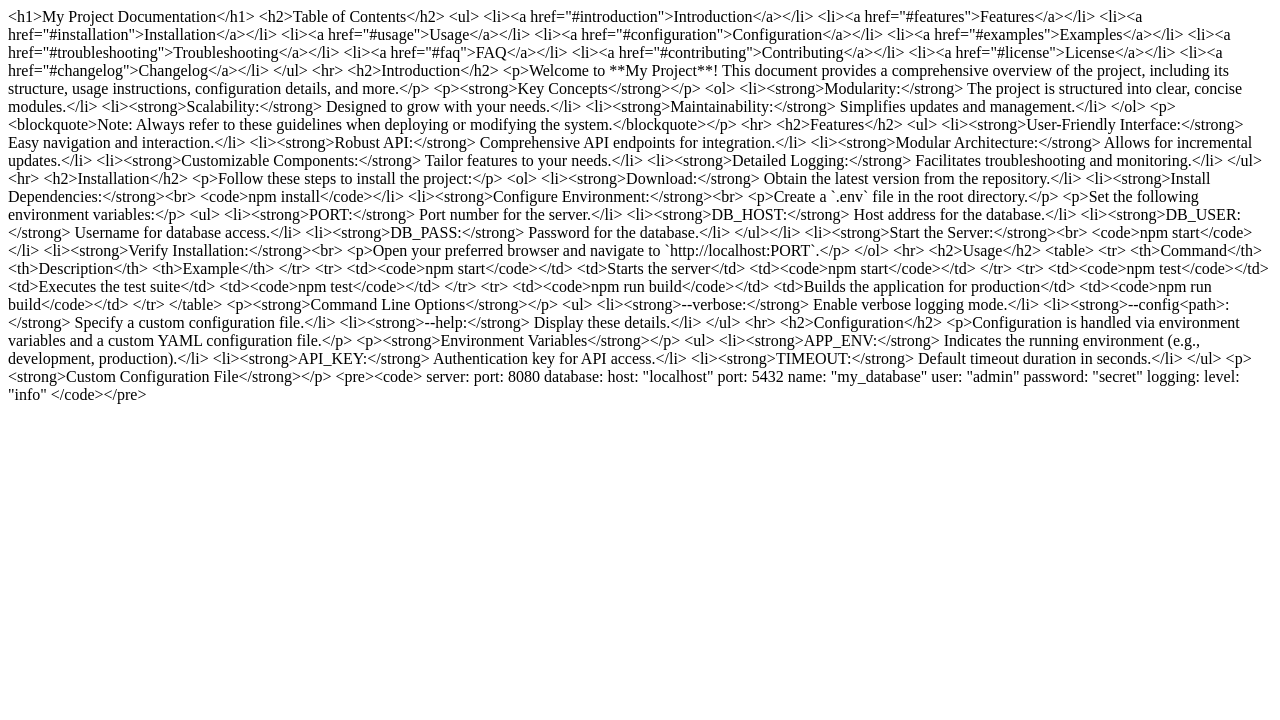 <h1>My Project Documentation</h1> <h2>Table of Contents</h2> <ul> <li><a href="#introduction">Introduction</a></li> <li><a href="#features">Features</a></li> <li><a
href="#installation">Installation</a></li> <li><a href="#usage">Usage</a></li> <li><a href="#configuration">Configuration</a></li> <li><a href="#examples">Examples</a></li> <li><a
href="#troubleshooting">Troubleshooting</a></li> <li><a href="#faq">FAQ</a></li> <li><a href="#contributing">Contributing</a></li> <li><a href="#license">License</a></li> <li><a
href="#changelog">Changelog</a></li> </ul> <hr> <h2>Introduction</h2> <p>Welcome to **My Project**! This document provides a comprehensive overview of the project, including its
structure, usage instructions, configuration details, and more.</p> <p><strong>Key Concepts</strong></p> <ol> <li><strong>Modularity:</strong> The project is structured into clear, concise
modules.</li> <li><strong>Scalability:</strong> Designed to grow with your needs.</li> <li><strong>Maintainability:</strong> Simplifies updates and management.</li> </ol> <p>
<blockquote>Note: Always refer to these guidelines when deploying or modifying the system.</blockquote></p> <hr> <h2>Features</h2> <ul> <li><strong>User-Friendly Interface:</strong>
Easy navigation and interaction.</li> <li><strong>Robust API:</strong> Comprehensive API endpoints for integration.</li> <li><strong>Modular Architecture:</strong> Allows for incremental
updates.</li> <li><strong>Customizable Components:</strong> Tailor features to your needs.</li> <li><strong>Detailed Logging:</strong> Facilitates troubleshooting and monitoring.</li> </ul>
<hr> <h2>Installation</h2> <p>Follow these steps to install the project:</p> <ol> <li><strong>Download:</strong> Obtain the latest version from the repository.</li> <li><strong>Install
Dependencies:</strong><br> <code>npm install</code></li> <li><strong>Configure Environment:</strong><br> <p>Create a `.env` file in the root directory.</p> <p>Set the following
environment variables:</p> <ul> <li><strong>PORT:</strong> Port number for the server.</li> <li><strong>DB_HOST:</strong> Host address for the database.</li> <li><strong>DB_USER:
</strong> Username for database access.</li> <li><strong>DB_PASS:</strong> Password for the database.</li> </ul></li> <li><strong>Start the Server:</strong><br> <code>npm start</code>
</li> <li><strong>Verify Installation:</strong><br> <p>Open your preferred browser and navigate to `http://localhost:PORT`.</p> </ol> <hr> <h2>Usage</h2> <table> <tr> <th>Command</th>
<th>Description</th> <th>Example</th> </tr> <tr> <td><code>npm start</code></td> <td>Starts the server</td> <td><code>npm start</code></td> </tr> <tr> <td><code>npm test</code></td>
<td>Executes the test suite</td> <td><code>npm test</code></td> </tr> <tr> <td><code>npm run build</code></td> <td>Builds the application for production</td> <td><code>npm run
build</code></td> </tr> </table> <p><strong>Command Line Options</strong></p> <ul> <li><strong>--verbose:</strong> Enable verbose logging mode.</li> <li><strong>--config<path>:
</strong> Specify a custom configuration file.</li> <li><strong>--help:</strong> Display these details.</li> </ul> <hr> <h2>Configuration</h2> <p>Configuration is handled via environment
variables and a custom YAML configuration file.</p> <p><strong>Environment Variables</strong></p> <ul> <li><strong>APP_ENV:</strong> Indicates the running environment (e.g.,
development, production).</li> <li><strong>API_KEY:</strong> Authentication key for API access.</li> <li><strong>TIMEOUT:</strong> Default timeout duration in seconds.</li> </ul> <p>
<strong>Custom Configuration File</strong></p> <pre><code> server: port: 8080 database: host: "localhost" port: 5432 name: "my_database" user: "admin" password: "secret" logging: level:
"info" </code></pre>